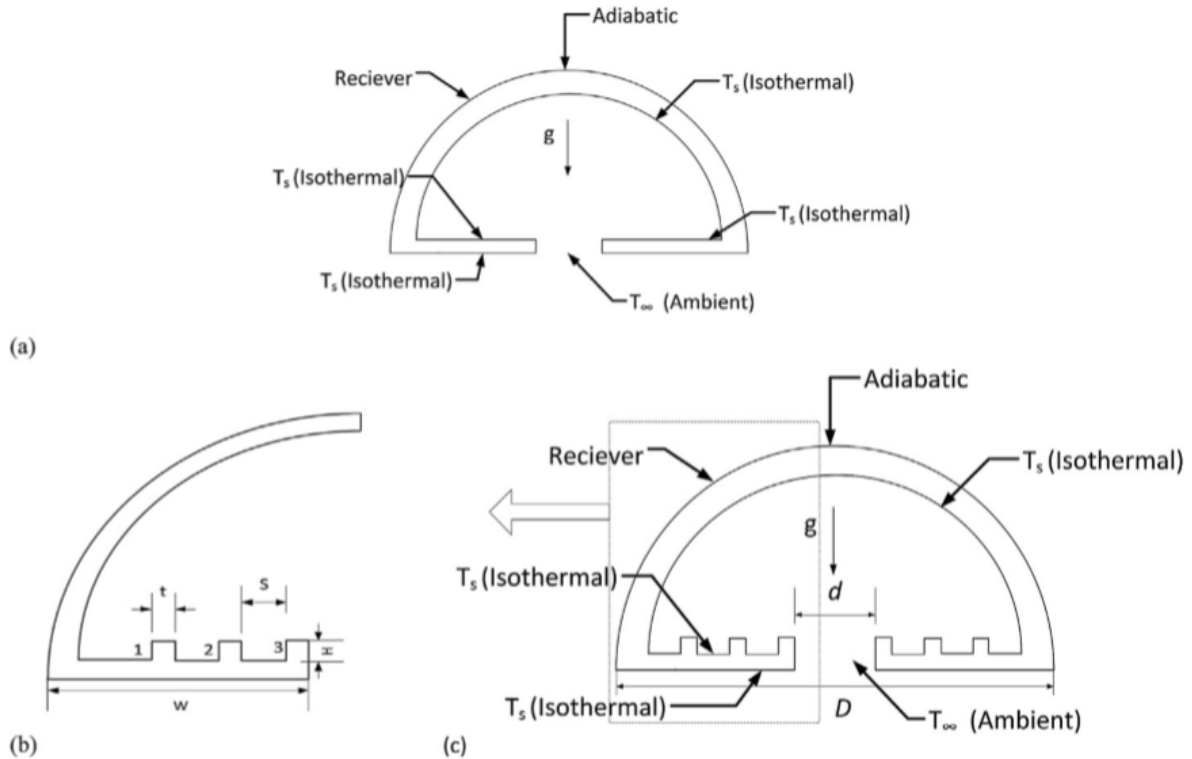 Adiabatic
Reciever
Ts (Isothermal)
g
Ts (Isothermal)
Ts (Isothermal)
Ts (Isothermal)
T∞ (Ambient)
(a)
Adiabatic
Reciever
Ts (Isothermal)
g
t
S
Ts (Isothermal)
d
1
2
3
H
w
Ts (Isothermal)
D
T∞ (Ambient)
(b)
(c)